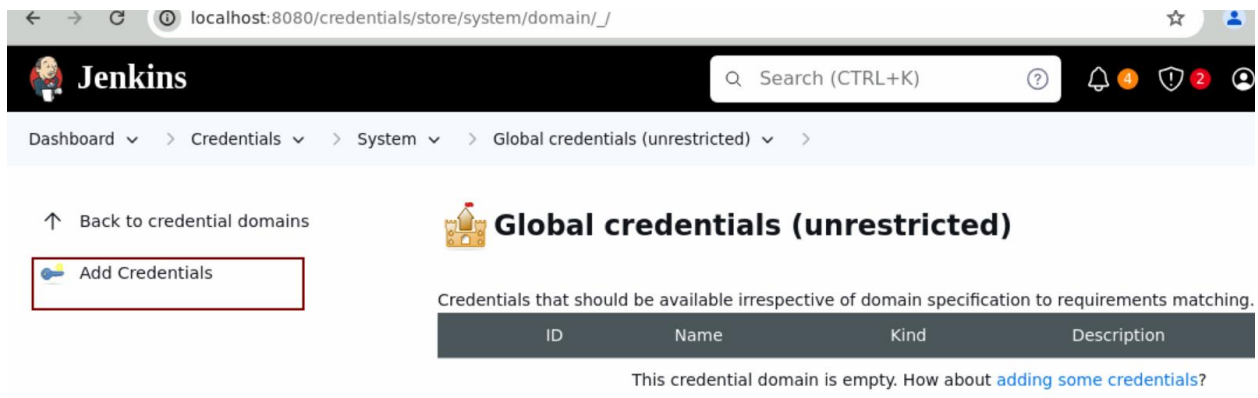 localhost:8080/credentials/store/system/domain/_/
Jenkins
Search (CTRL+K)
4
2
Dashboard > Credentials > System > Global credentials (unrestricted) >
Back to credential domains
Add Credentials
Global credentials (unrestricted)
Credentials that should be available irrespective of domain specification to requirements matching.
ID Name Kind Description
This credential domain is empty. How about adding some credentials?